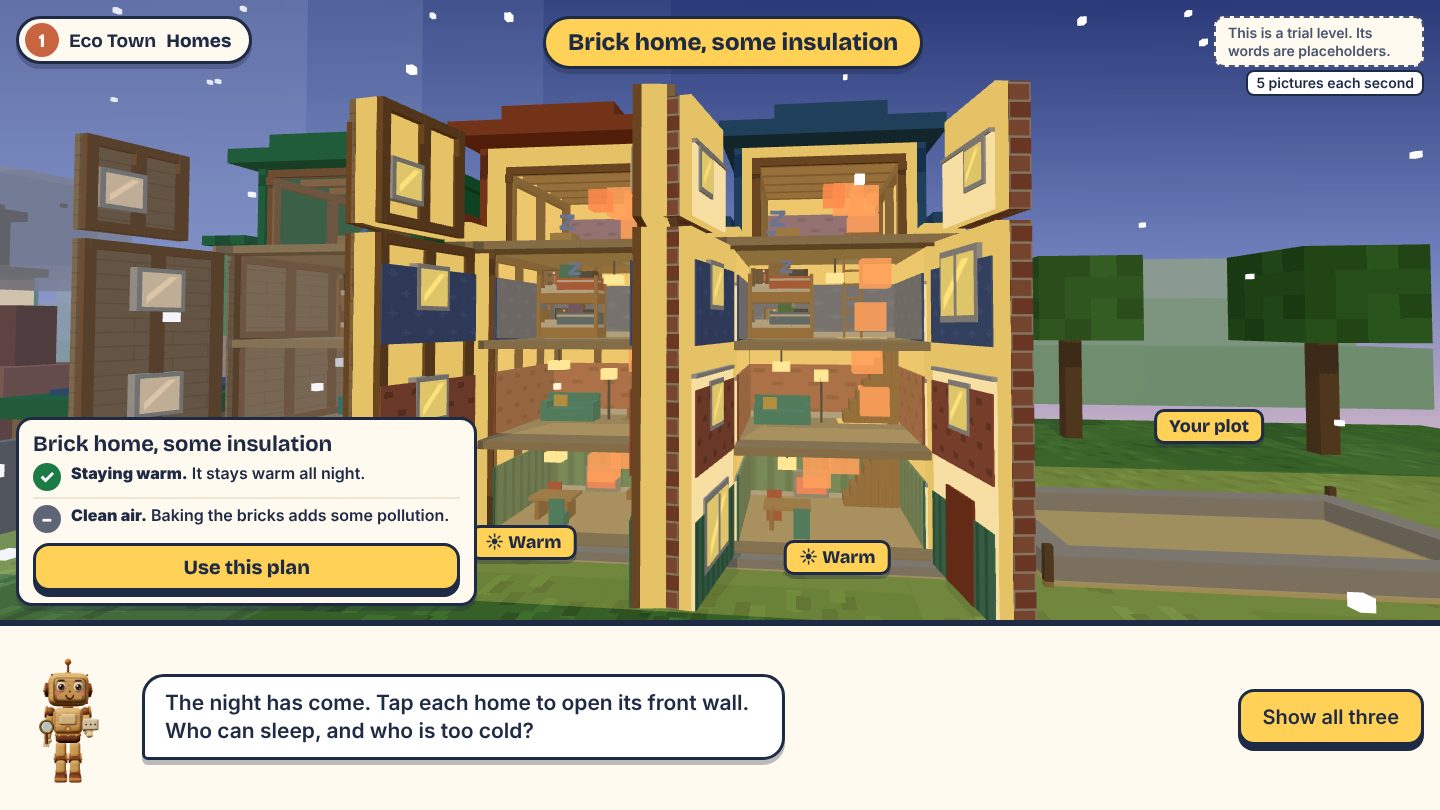 1 Eco Town Homes
Brick home, some insulation
This is a trial level. Its
words are placeholders.
5 pictures each second
Z
Z
Z
Z
Your plot
Brick home, some insulation
Staying warm. It stays warm all night.
Clean air. Baking the bricks adds some pollution.
Use this plan
Warm
Warm
The night has come. Tap each home to open its front wall.
Who can sleep, and who is too cold?
Show all three